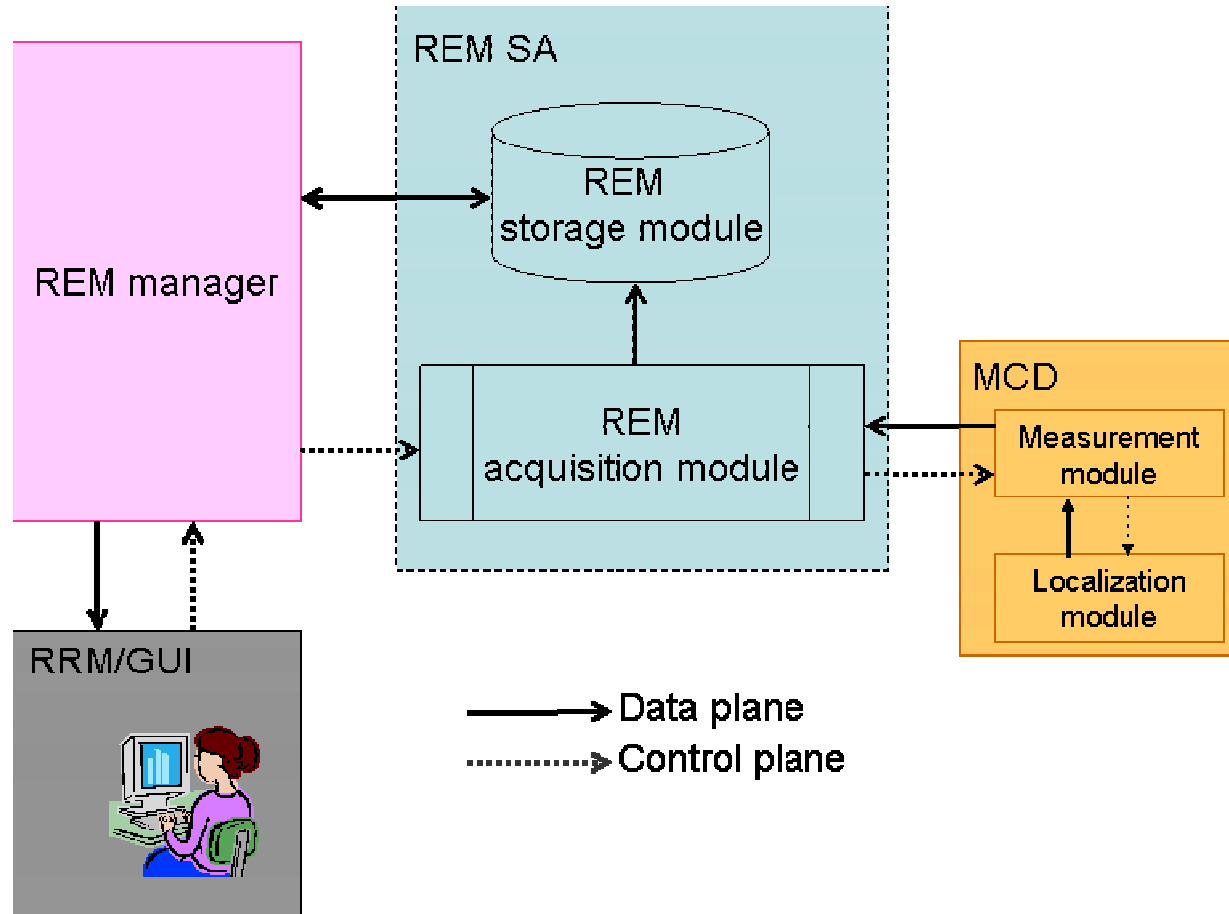 REM SA
REM
storage module
REM manager
REM
acquisition module
MCD
Measurement
module
Localization
module
RRM/GUI
Data plane
Control plane